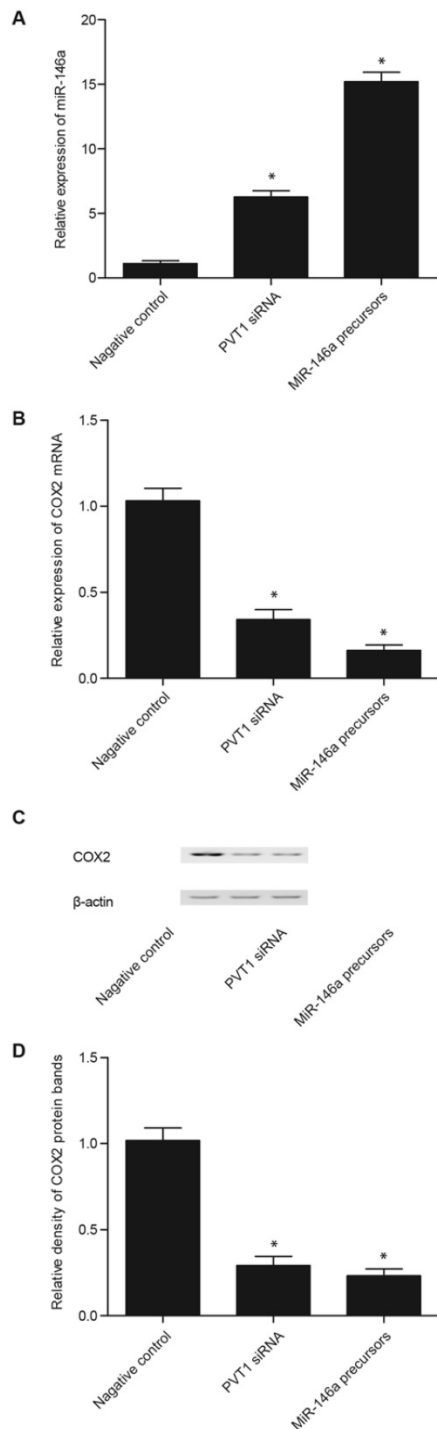 A
Relative expression of miR-146a
20
15
10
5
0
*
*
Nagative control
PVT1 siRNA
MiR-146a precursors
B
Relative expression of COX2 mRNA
1.5
1.0
0.5
0.0
*
*
Nagative control
PVT1 siRNA
MiR-146a precursors
C
COX2
β-actin
Nagative control
PVT1 siRNA
MiR-146a precursors
D
Relative density of COX2 protein bands
1.5
1.0
0.5
0.0
*
*
Nagative control
PVT1 siRNA
MiR-146a precursors